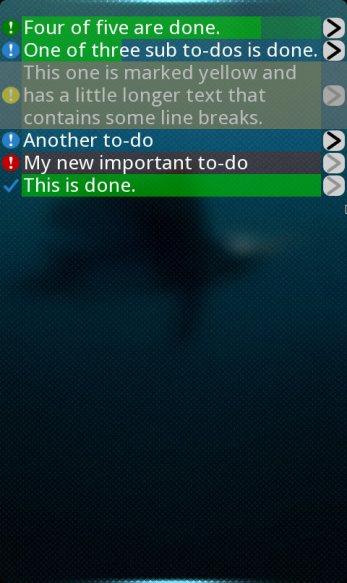 Four of five are done.
One of three sub to-dos is done.
This one is marked yellow and
has a little longer text that
contains some line breaks.
Another to-do
My new important to-do
This is done.